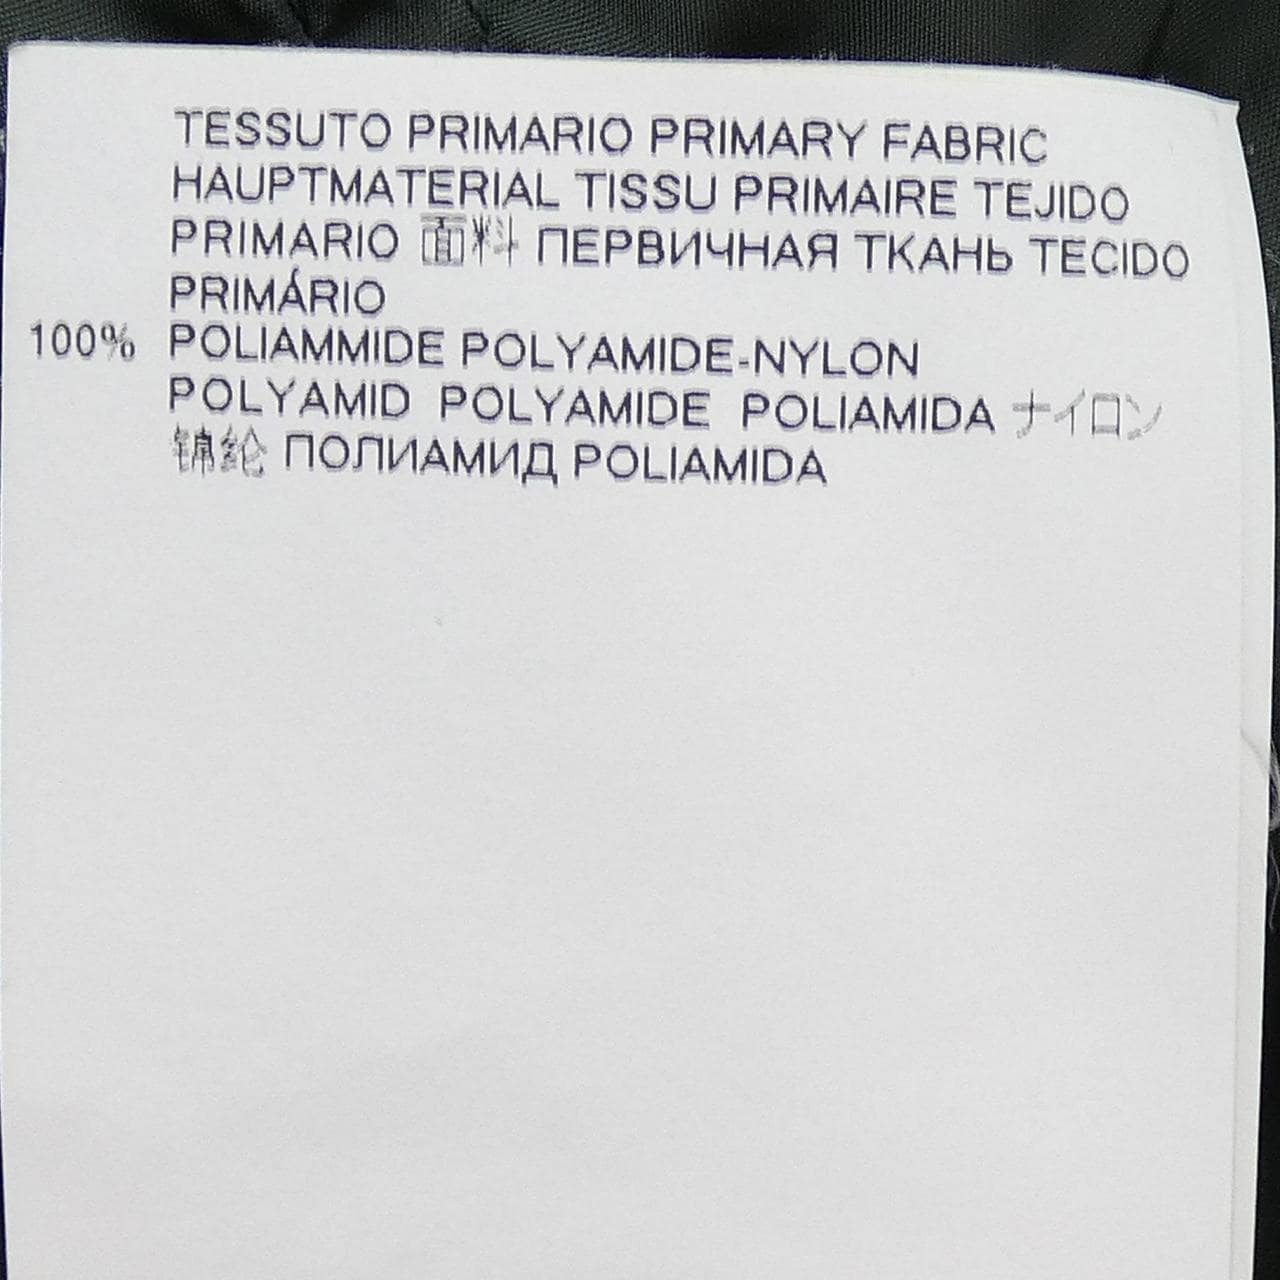 TESSUTO PRIMARIO PRIMARY FABRIC
HAUPTMATERIAL TISSU PRIMAIRE TEJIDO
PRIMARIO 面料 ПЕРВИЧНАЯ ТКАНЬ TECIDO
PRIMÁRIO
100% POLIAMMIDE POLYAMIDE-NYLON
POLYAMID POLYAMIDE POLIAMIDA ナイロン
锦纶 ПОЛИАМИД POLIAMIDA